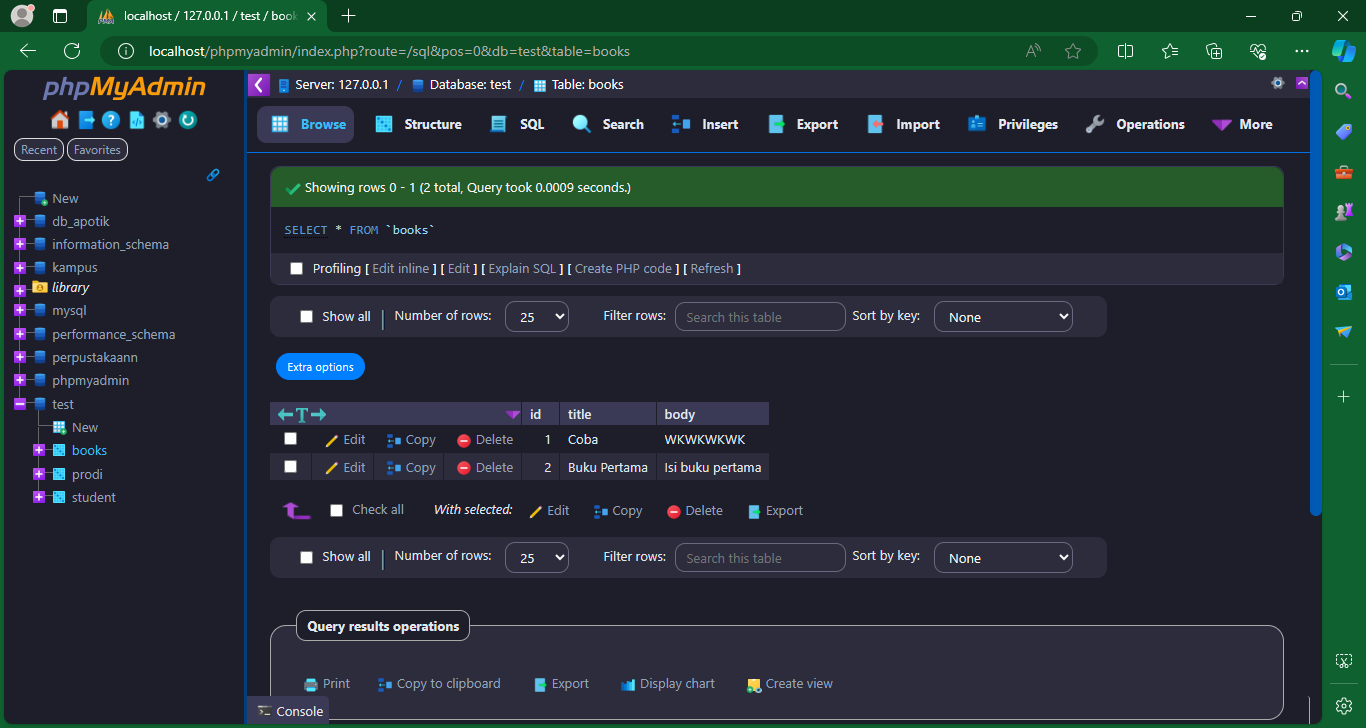 localhost / 127.0.0.1 / test / book
localhost/phpmyadmin/index.php?route=/sql&pos=0&db=test&table=books
phpMyAdmin
Recent
Favorites
New
db_apotik
information_schema
kampus
library
mysql
performance_schema
perpustakaann
phpmyadmin
test
New
books
prodi
student
Server: 127.0.0.1 / Database: test / Table: books
Browse Structure SQL Search Insert Export Import Privileges Operations More
Showing rows 0 - 1 (2 total, Query took 0.0009 seconds.)
SELECT * FROM `books`
Profiling [ Edit inline ] [ Edit ] [ Explain SQL ] [ Create PHP code ] [ Refresh ]
Show all | Number of rows: 25 Filter rows: Search this table Sort by key: None
Extra options
←T→ id title body
Edit Copy Delete 1 Coba WKWKWKWK
Edit Copy Delete 2 Buku Pertama Isi buku pertama
Check all With selected: Edit Copy Delete Export
Show all | Number of rows: 25 Filter rows: Search this table Sort by key: None
Query results operations
Print Copy to clipboard Export Display chart Create view
Console